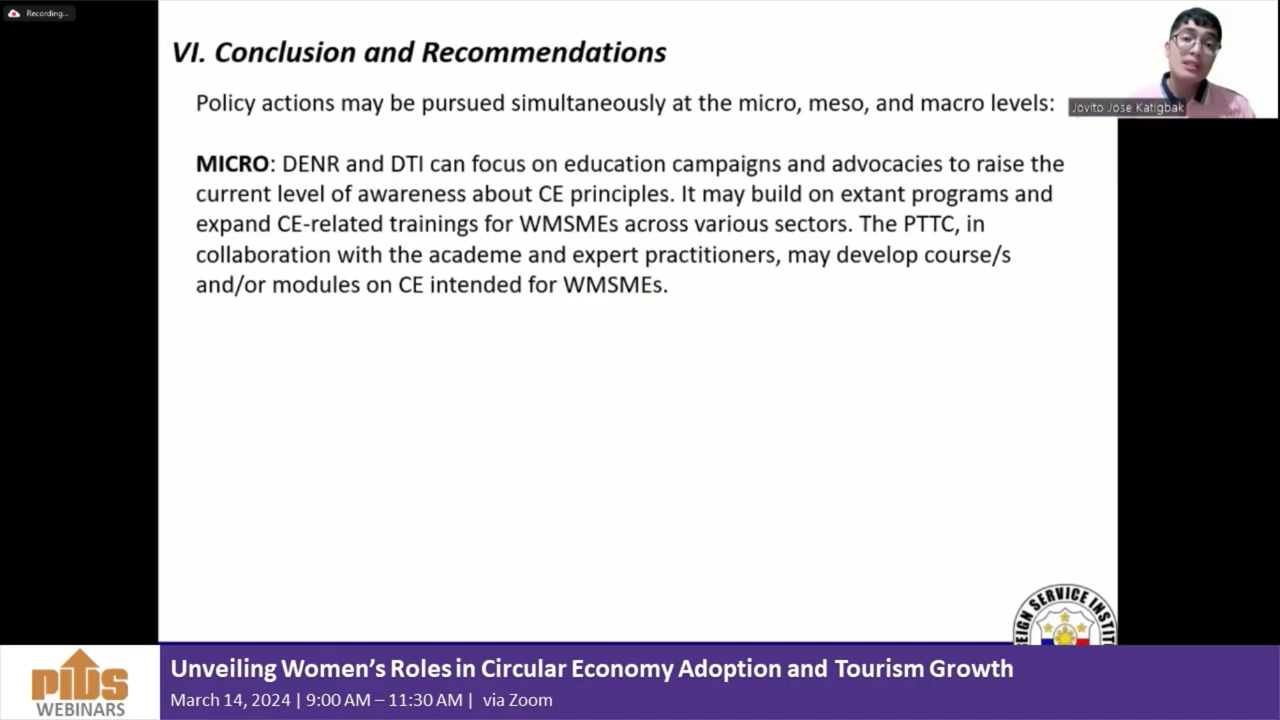 Recording...
VI. Conclusion and Recommendations
Policy actions may be pursued simultaneously at the micro, meso, and macro levels:
Jovito Jose Katigbak
MICRO: DENR and DTI can focus on education campaigns and advocacies to raise the
current level of awareness about CE principles. It may build on extant programs and
expand CE-related trainings for WMSMEs across various sectors. The PTTC, in
collaboration with the academe and expert practitioners, may develop course/s
and/or modules on CE intended for WMSMEs.
EIGN SERVICE INSTI
pids
WEBINARS
Unveiling Women's Roles in Circular Economy Adoption and Tourism Growth
March 14, 2024 | 9:00 AM – 11:30 AM | via Zoom